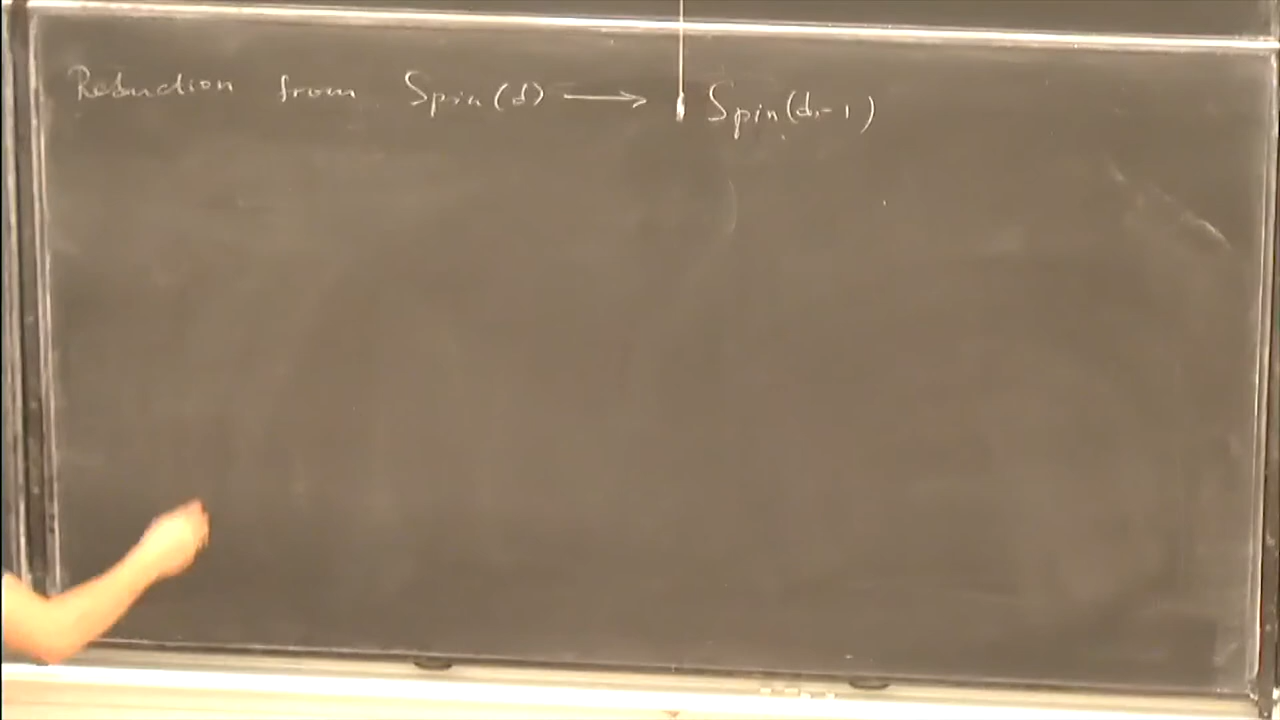 Reduction from Spin(d) ⟶ Spin(d-1)